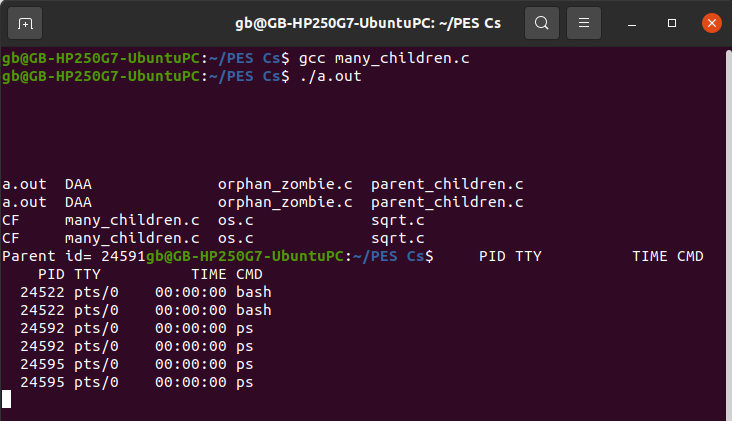 gb@GB-HP250G7-UbuntuPC: ~/PES Cs
gb@GB-HP250G7-UbuntuPC:~/PES Cs$ gcc many_children.c
gb@GB-HP250G7-UbuntuPC:~/PES Cs$ ./a.out
a.out  DAA              orphan_zombie.c  parent_children.c
a.out  DAA              orphan_zombie.c  parent_children.c
CF     many_children.c  os.c             sqrt.c
CF     many_children.c  os.c             sqrt.c
Parent id= 24591gb@GB-HP250G7-UbuntuPC:~/PES Cs$     PID TTY          TIME CMD
    PID TTY          TIME CMD
  24522 pts/0    00:00:00 bash
  24522 pts/0    00:00:00 bash
  24592 pts/0    00:00:00 ps
  24592 pts/0    00:00:00 ps
  24595 pts/0    00:00:00 ps
  24595 pts/0    00:00:00 ps